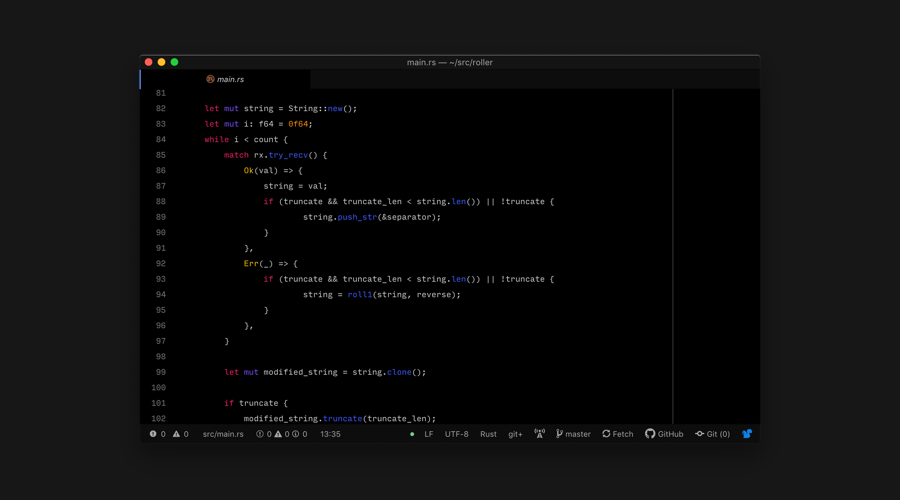 main.rs — ~/src/roller
main.rs
81
82 let mut string = String::new();
83 let mut i: f64 = 0f64;
84 while i < count {
85 match rx.try_recv() {
86 Ok(val) => {
87 string = val;
88 if (truncate && truncate_len < string.len()) || !truncate {
89 string.push_str(&separator);
90 }
91 },
92 Err(_) => {
93 if (truncate && truncate_len < string.len()) || !truncate {
94 string = roll1(string, reverse);
95 }
96 },
97 }
98
99 let mut modified_string = string.clone();
100
101 if truncate {
102 modified_string.truncate(truncate_len);
0 0 src/main.rs 0 0 0 13:35 LF UTF-8 Rust git+ master Fetch GitHub Git (0)